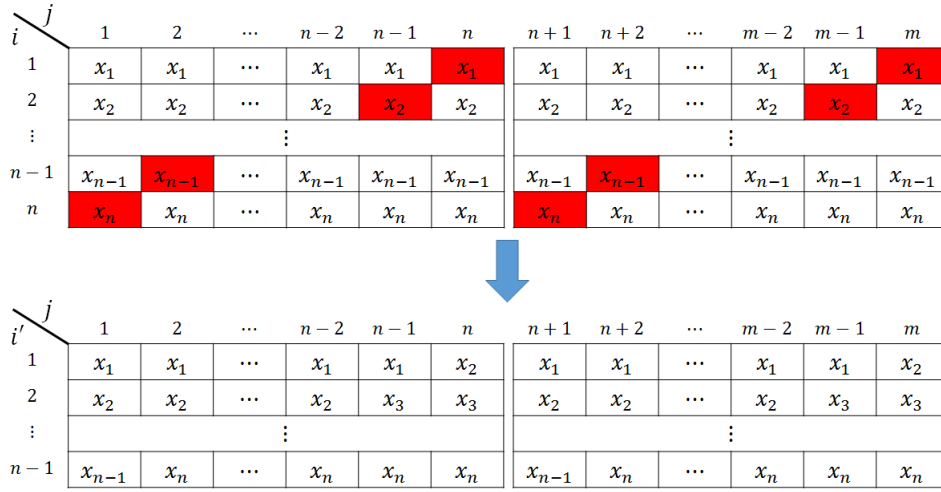 j
i 1 2 ⋯ n − 2 n − 1 n n + 1 n + 2 ⋯ m − 2 m − 1 m
1 x₁ x₁ ⋯ x₁ x₁ x₁ x₁ x₁ ⋯ x₁ x₁ x₁
2 x₂ x₂ ⋯ x₂ x₂ x₂ x₂ x₂ ⋯ x₂ x₂ x₂
⋮ ⋮ ⋮
n − 1 xₙ₋₁ xₙ₋₁ ⋯ xₙ₋₁ xₙ₋₁ xₙ₋₁ xₙ₋₁ xₙ₋₁ ⋯ xₙ₋₁ xₙ₋₁ xₙ₋₁
n xₙ xₙ ⋯ xₙ xₙ xₙ xₙ xₙ ⋯ xₙ xₙ xₙ
j
i′ 1 2 ⋯ n − 2 n − 1 n n + 1 n + 2 ⋯ m − 2 m − 1 m
1 x₁ x₁ ⋯ x₁ x₁ x₂ x₁ x₁ ⋯ x₁ x₁ x₂
2 x₂ x₂ ⋯ x₂ x₃ x₃ x₂ x₂ ⋯ x₂ x₃ x₃
⋮ ⋮ ⋮
n − 1 xₙ₋₁ xₙ ⋯ xₙ xₙ xₙ xₙ₋₁ xₙ ⋯ xₙ xₙ xₙ